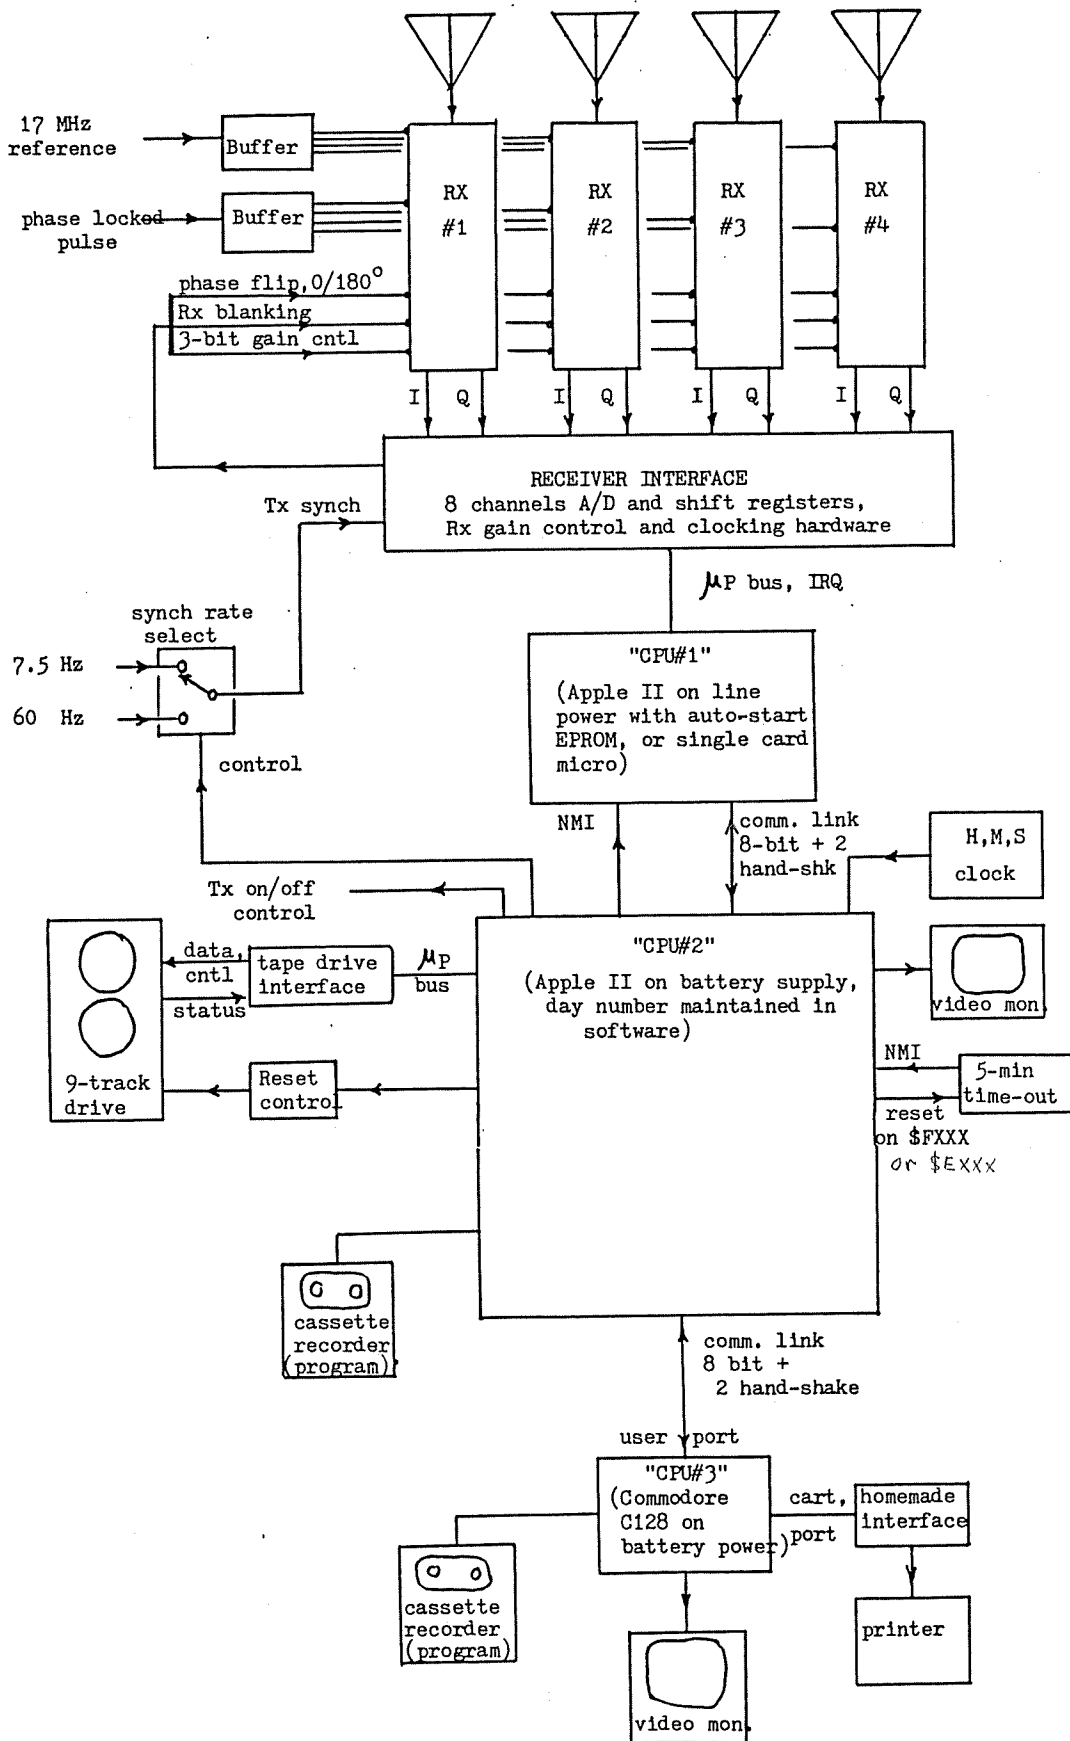 17 MHz
reference
Buffer
phase locked
pulse
Buffer
RX
#1
RX
#2
RX
#3
RX
#4
phase flip, 0/180°
Rx blanking
3-bit gain cntl
I Q I Q I Q I Q
RECEIVER INTERFACE
8 channels A/D and shift registers,
Rx gain control and clocking hardware
Tx synch
μP bus, IRQ
synch rate
select
7.5 Hz
60 Hz
control
"CPU#1"
(Apple II on line
power with auto-start
EPROM, or single card
micro)
NMI
comm. link
8-bit + 2
hand-shk
H,M,S
clock
Tx on/off
control
"CPU#2"
(Apple II on battery supply,
day number maintained in
software)
data,
cntl
status
tape drive
interface
μP
bus
video mon.
9-track
drive
Reset
control
NMI
5-min
time-out
reset
on $FXXX
or $EXXX
cassette
recorder
(program)
comm. link
8 bit +
2 hand-shake
user port
"CPU#3"
(Commodore
C128 on
battery power)
cart,
port
homemade
interface
cassette
recorder
(program)
printer
video mon.